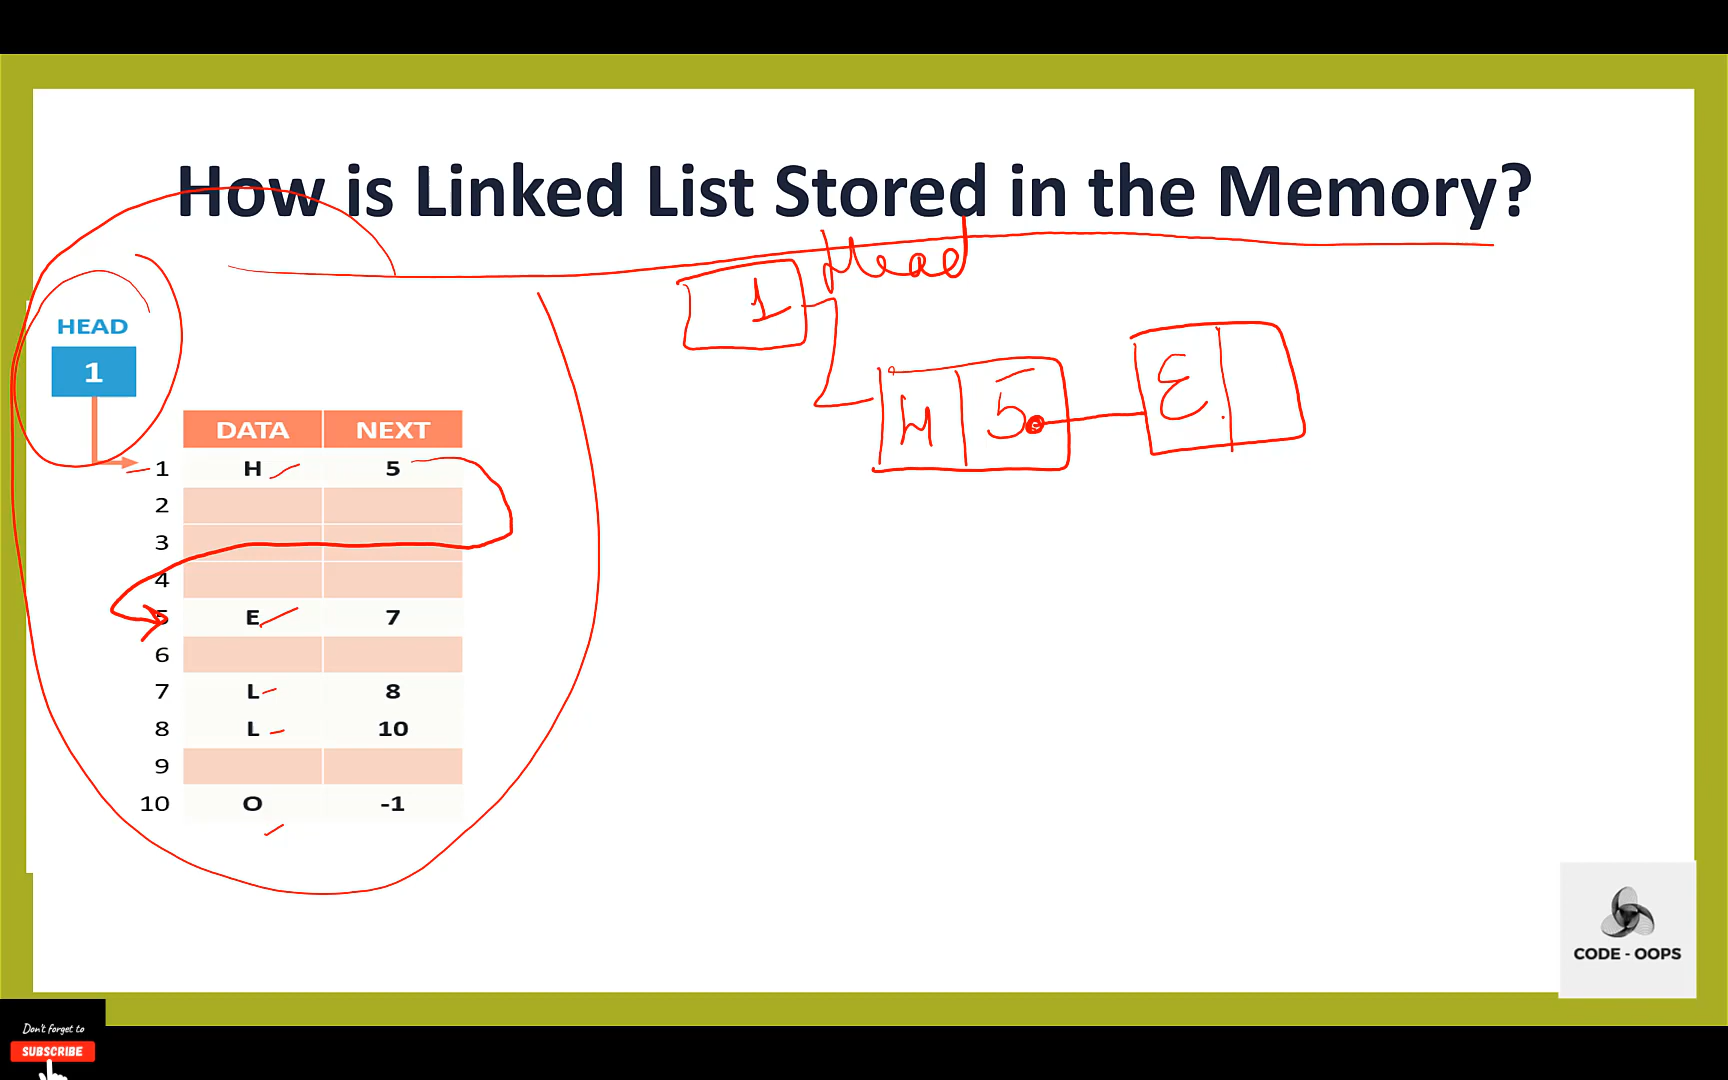 How is Linked List Stored in the Memory?
Head
1
HEAD
1
H 5
E
DATA NEXT
1 H 5
2
3
4
5 E 7
6
7 L 8
8 L 10
9
10 O -1
CODE - OOPS
Don't forget to
SUBSCRIBE